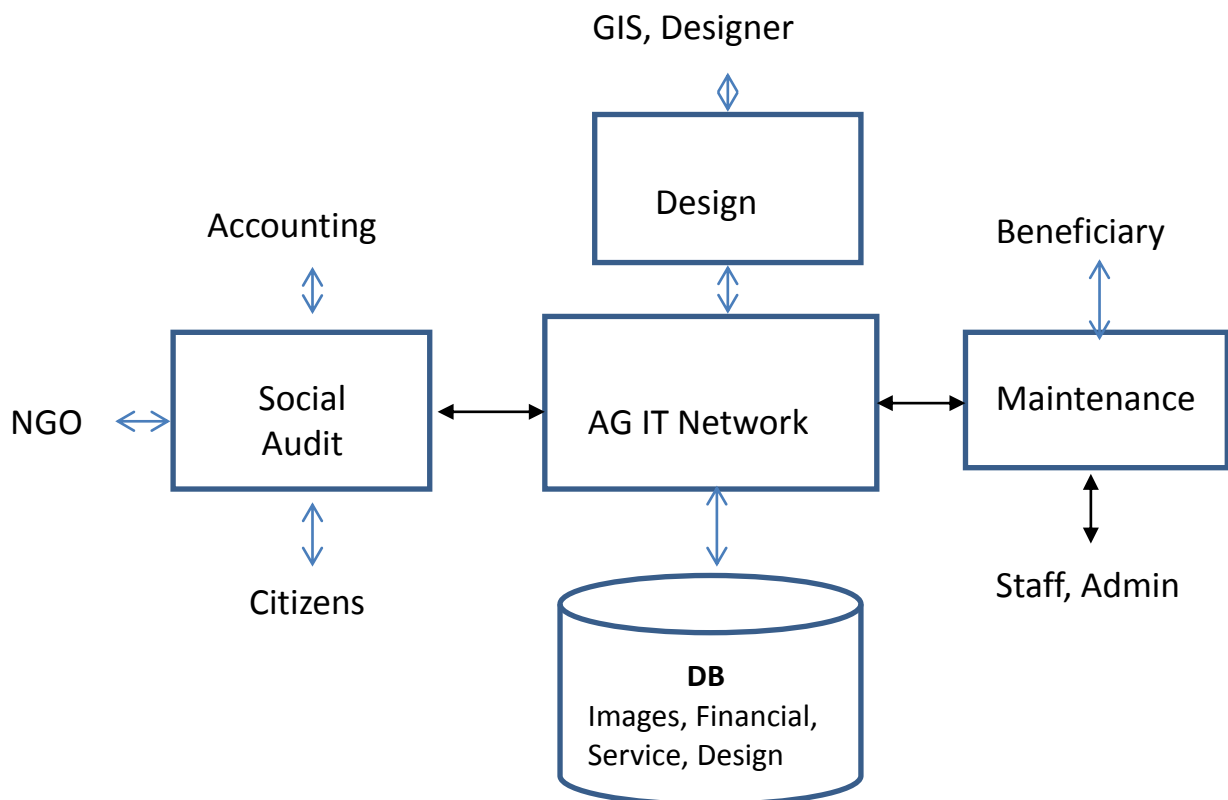 GIS, Designer
Design
Accounting
Beneficiary
Social
Audit
NGO
AG IT Network
Maintenance
Citizens
Staff, Admin
DB
Images, Financial,
Service, Design